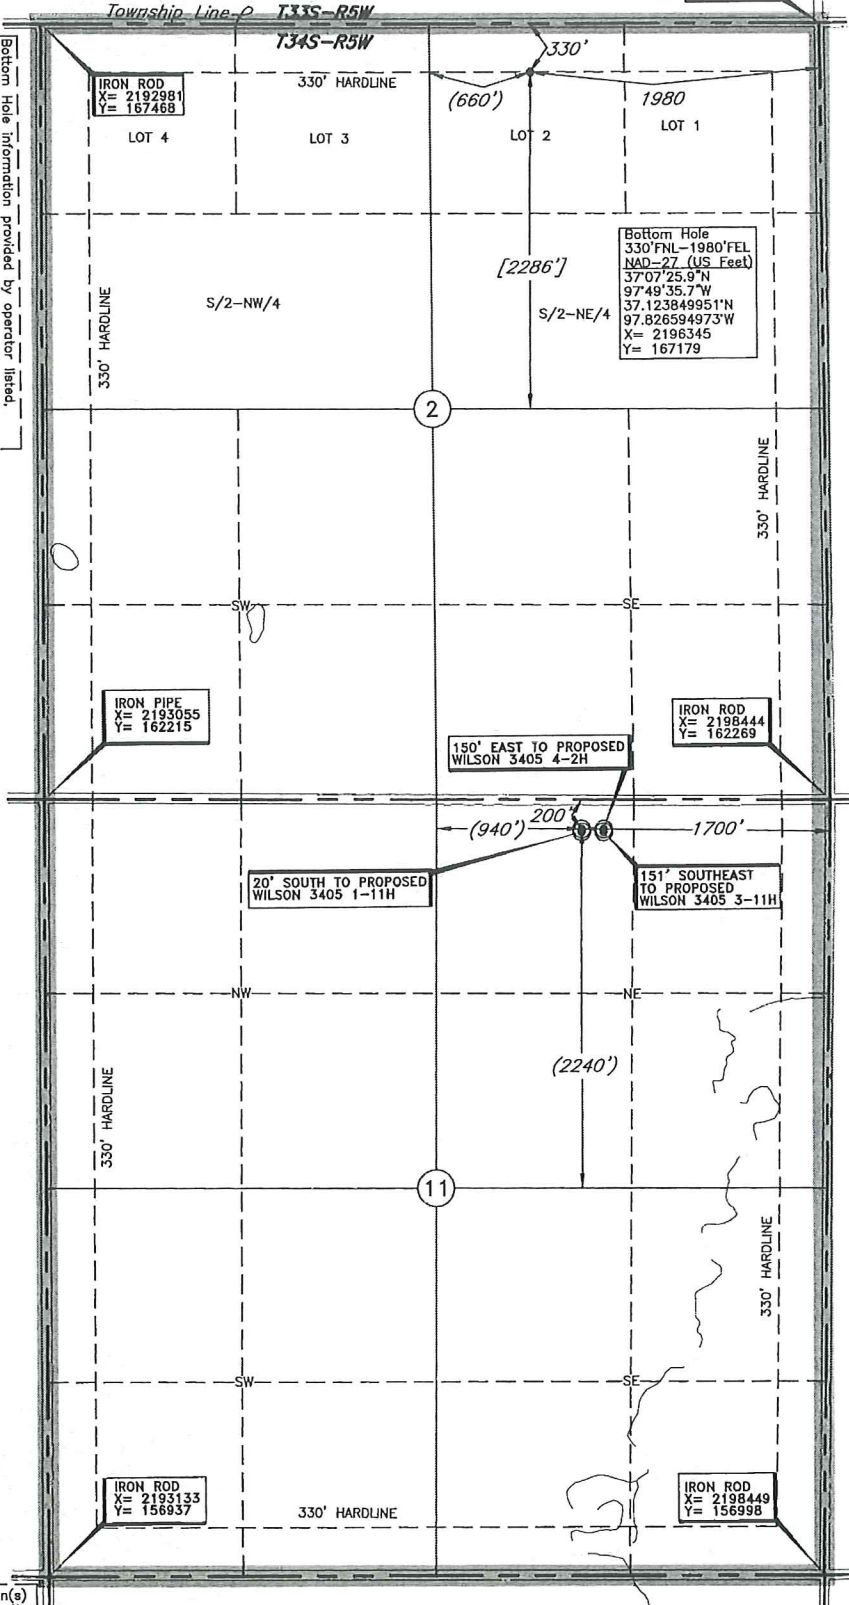 Township Line T33S-R5W
T34S-R5W
Bottom Hole information provided by operator listed.
IRON ROD
X= 2192981
Y= 167468
330' HARDLINE
330'
(660')
1980
LOT 4
LOT 3
LOT 2
LOT 1
[2286']
Bottom Hole
330'FNL-1980'FEL
NAD-27 (US Feet)
37°07'25.9"N
97°49'35.7"W
37.123849951°N
97.826594973°W
X= 2196345
Y= 167179
S/2-NW/4
S/2-NE/4
330' HARDLINE
2
330' HARDLINE
SW
SE
IRON PIPE
X= 2193055
Y= 162215
IRON ROD
X= 2198444
Y= 162269
150' EAST TO PROPOSED
WILSON 3405 4-2H
(940')
200'
1700'
20' SOUTH TO PROPOSED
WILSON 3405 1-11H
151' SOUTHEAST
TO PROPOSED
WILSON 3405 3-11H
NW
NE
(2240')
330' HARDLINE
11
330' HARDLINE
SW
SE
IRON ROD
X= 2193133
Y= 156937
330' HARDLINE
IRON ROD
X= 2198449
Y= 156998
n(s)